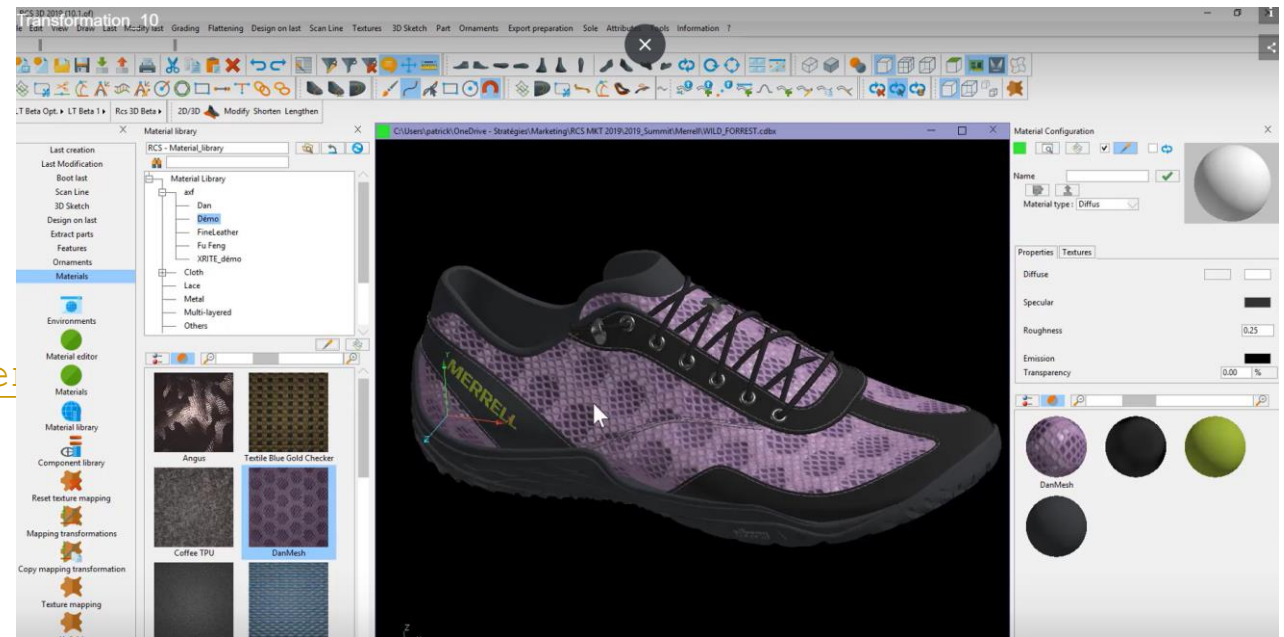 RCS 3D 2019 (10.1.ef)
Transformation_10
File Edit View Draw Last Modify last Grading Flattening Design on last Scan Line Textures 3D Sketch Part Ornaments Export preparation Sole Attributes Tools Information ?
LT Beta Opt. LT Beta 1 Rcs 3D Beta 2D/3D Modify Shorten Lengthen
Last creation
Last Modification
Boot last
Scan Line
3D Sketch
Design on last
Extract parts
Features
Ornaments
Materials
Environments
Material editor
Materials
Material library
Component library
Reset texture mapping
Mapping transformations
Copy mapping transformation
Texture mapping
Material library
RCS - Material_library
Material Library
axf
Dan
Démo
FineLeather
Fu Feng
XRITE_démo
Cloth
Lace
Metal
Multi-layered
Others
Angus
Textile Blue Gold Checker
Coffee TPU
DanMesh
C:\Users\patrick\OneDrive - Stratégies\Marketing\RCS MKT 2019\2019_Summit\Merrell\WILD_FORREST.cdbx
MERRELL
Y
Z
Z
Material Configuration
Name
Material type : Diffus
Properties Textures
Diffuse
Specular
Roughness 0.25
Emission
Transparency 0.00 %
DanMesh